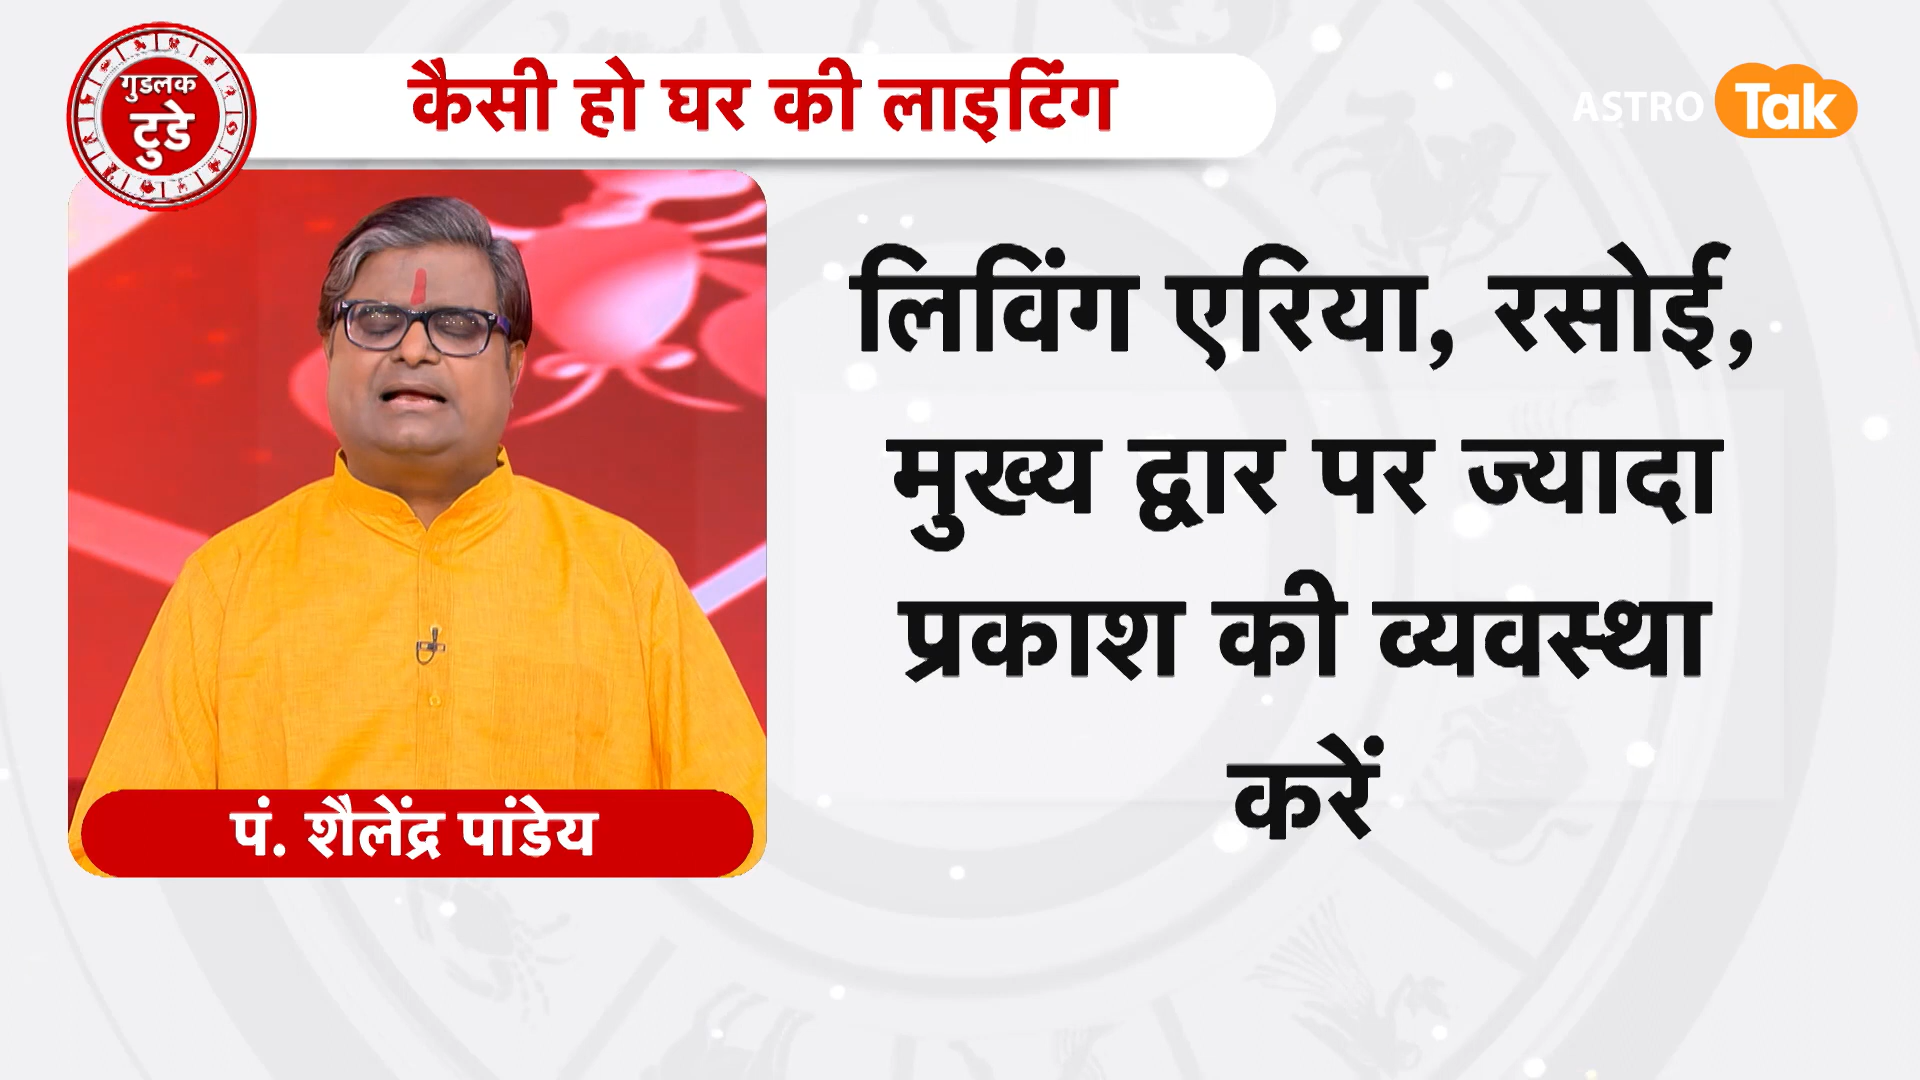 गुडलक
टुडे
कैसी हो घर की लाइटिंग
ASTRO Tak
लिविंग एरिया, रसोई,
मुख्य द्वार पर ज्यादा
प्रकाश की व्यवस्था
करें
पं. शैलेंद्र पांडेय